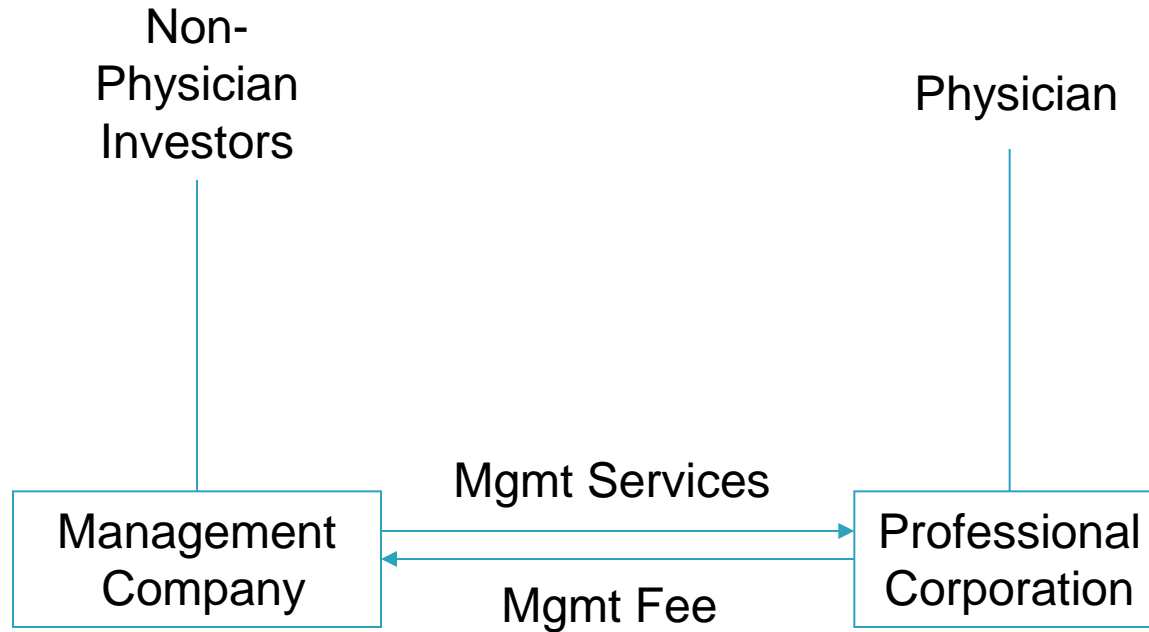 Non-
Physician
Investors
Physician
Mgmt Services
Management
Company
Professional
Corporation
Mgmt Fee